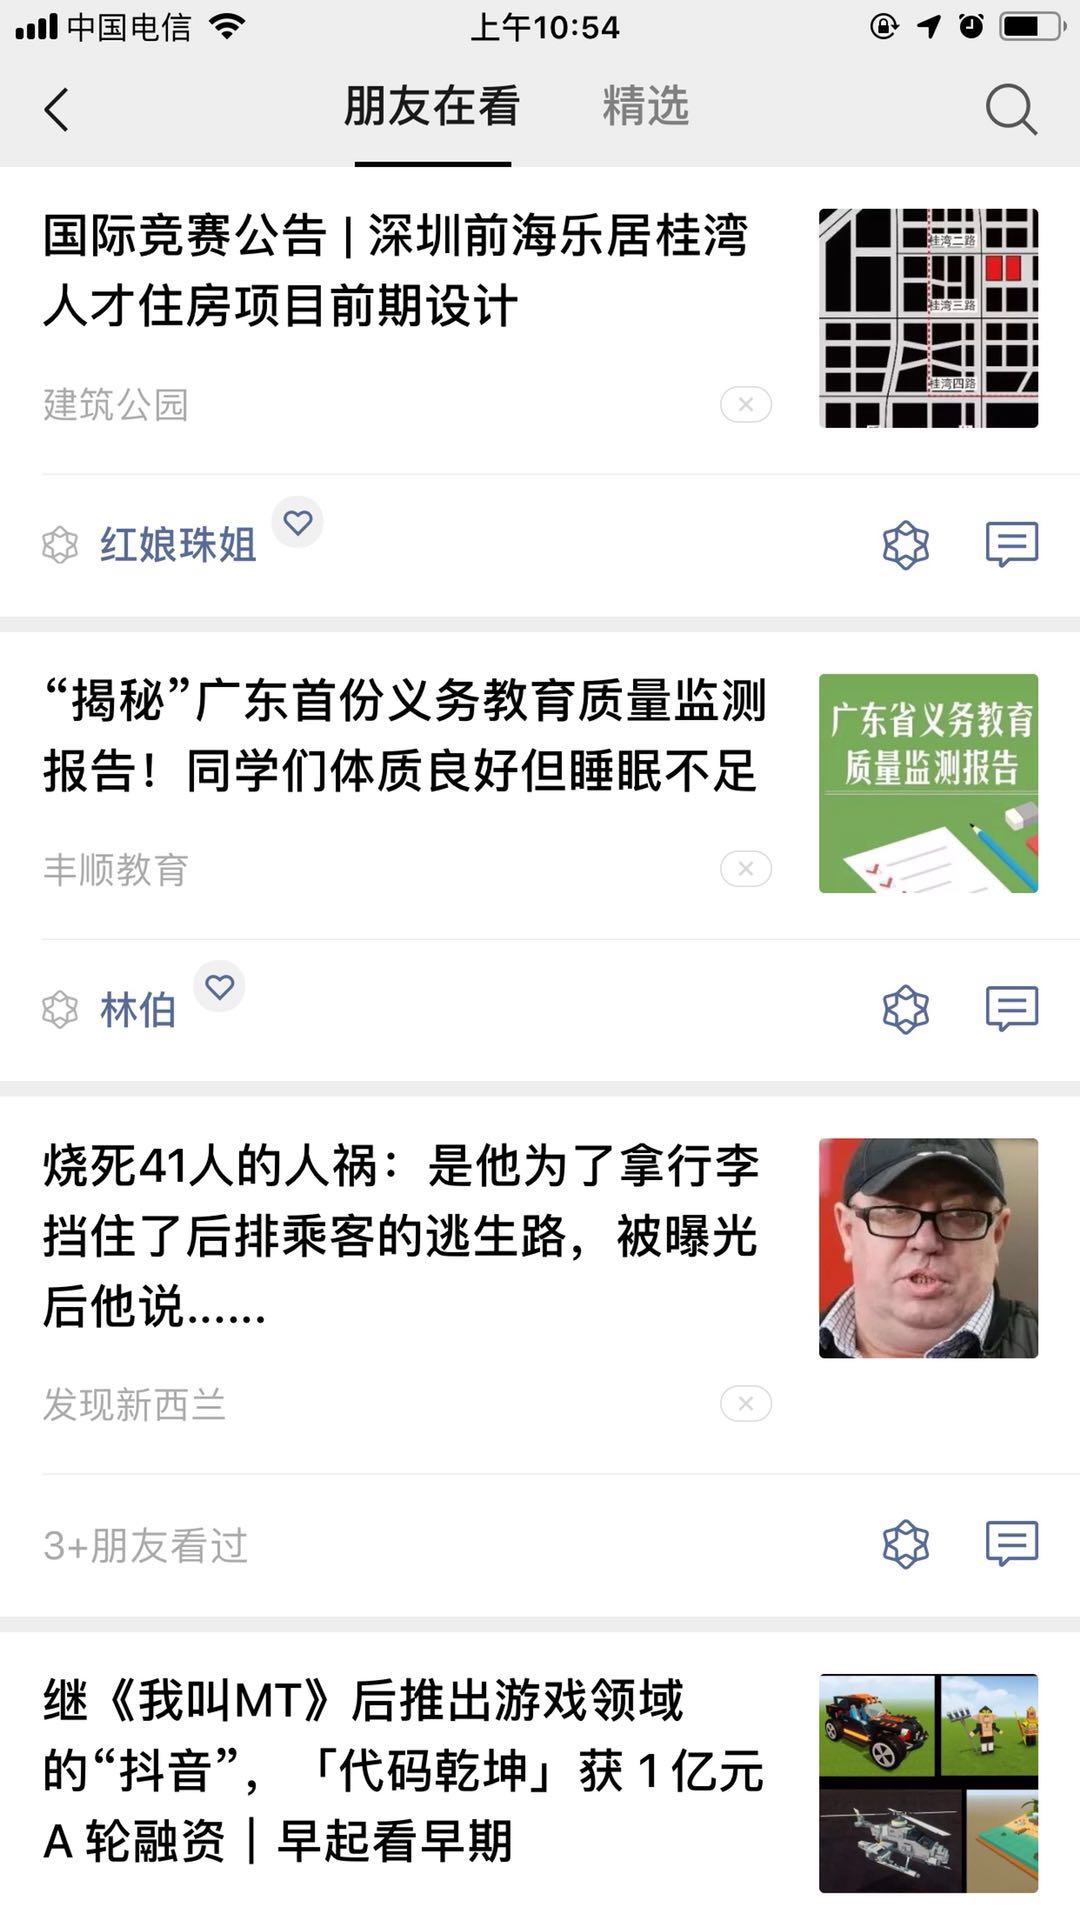 中国电信
上午10:54
朋友在看
精选
国际竞赛公告 | 深圳前海乐居桂湾
人才住房项目前期设计
桂湾二路
桂湾三路
桂湾四路
建筑公园
红娘珠姐
“揭秘”广东首份义务教育质量监测
报告！同学们体质良好但睡眠不足
广东省义务教育
质量监测报告
丰顺教育
林伯
烧死41人的人祸：是他为了拿行李
挡住了后排乘客的逃生路，被曝光
后他说......
发现新西兰
3+朋友看过
继《我叫MT》后推出游戏领域
的“抖音”，「代码乾坤」获 1 亿元
A 轮融资｜早起看早期